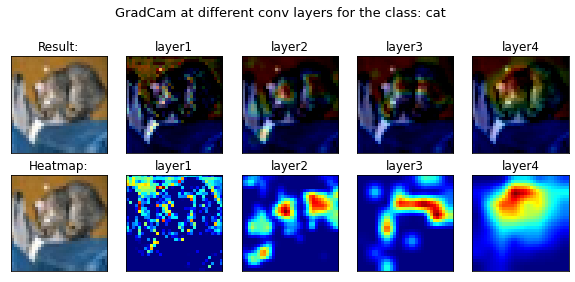 GradCam at different conv layers for the class: cat
Result: layer1 layer2 layer3 layer4
Heatmap: layer1 layer2 layer3 layer4